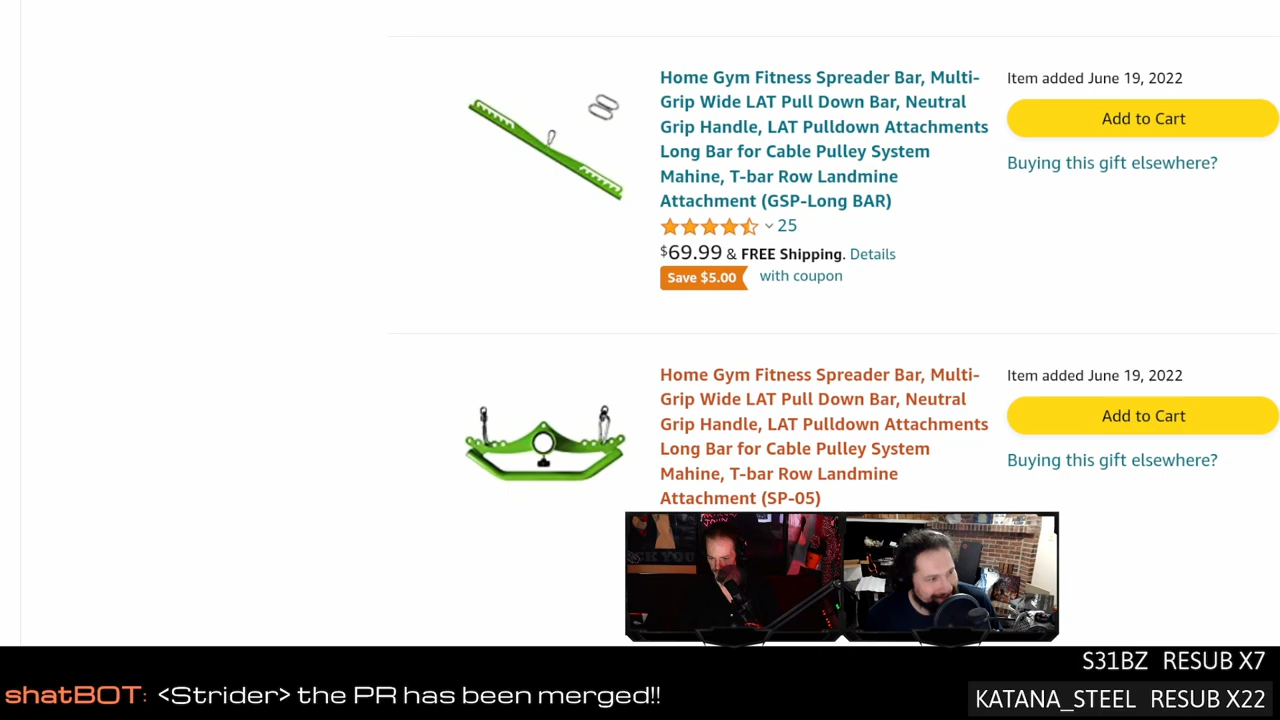 Home Gym Fitness Spreader Bar, Multi-
Grip Wide LAT Pull Down Bar, Neutral
Grip Handle, LAT Pulldown Attachments
Long Bar for Cable Pulley System
Mahine, T-bar Row Landmine
Attachment (GSP-Long BAR)
25
$69.99 & FREE Shipping. Details
Save $5.00 with coupon
Item added June 19, 2022
Add to Cart
Buying this gift elsewhere?
Home Gym Fitness Spreader Bar, Multi-
Grip Wide LAT Pull Down Bar, Neutral
Grip Handle, LAT Pulldown Attachments
Long Bar for Cable Pulley System
Mahine, T-bar Row Landmine
Attachment (SP-05)
Item added June 19, 2022
Add to Cart
Buying this gift elsewhere?
S31BZ RESUB X7
shatBOT: <Strider> the PR has been merged!!
KATANA_STEEL RESUB X22